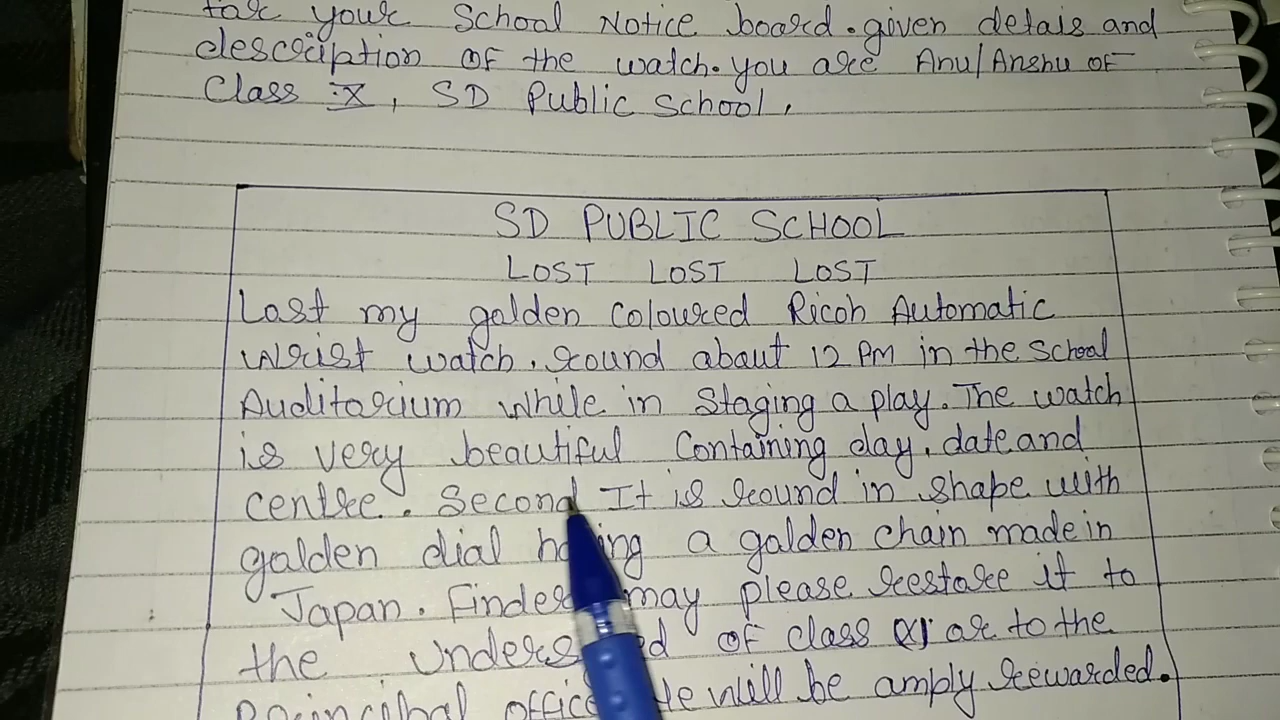 for your School Notice board. given detais and
description of the watch. you are Anu/Anshu of
Class X, SD Public School,
SD PUBLIC SCHOOL
LOST LOST LOST
Lost my golden coloured Ricoh Automatic
Wrist watch. round about 12 PM in the School
Auditorium while in Staging a play. The watch
is very beautiful Containing day. date and
centre. Second It is round in shape with
golden dial having a golden chain made in
Japan. Finder may please restore it to
the of class (X) or to the
Principal office He will be amply rewarded.